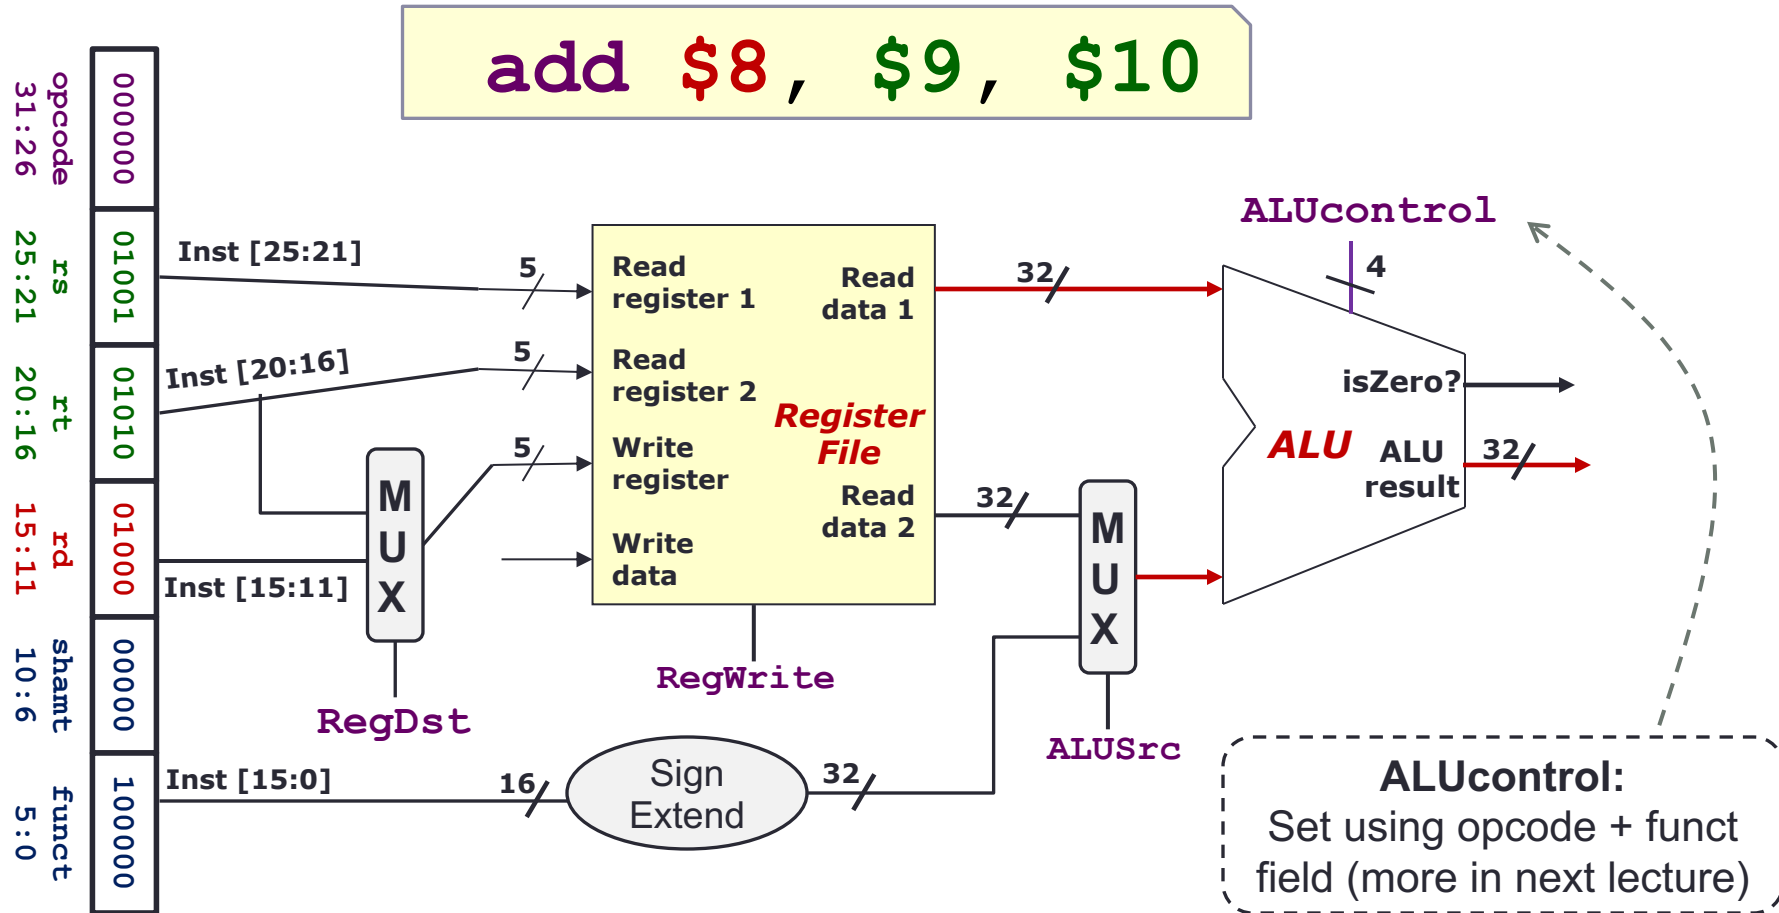 add $8, $9, $10
opcode
31:26
000000
rs
25:21
01001
rt
20:16
01010
rd
15:11
01000
shamt
10:6
00000
funct
5:0
100000
Inst [25:21]
5
Inst [20:16]
5
5
Inst [15:11]
M
U
X
RegDst
Read
register 1
Read
register 2
Write
register
Write
data
Read
data 1
Register
File
Read
data 2
RegWrite
32
32
M
U
X
ALUSrc
Inst [15:0]
16
Sign
Extend
32
ALUcontrol
4
isZero?
ALU
ALU
result
32
ALUcontrol:
Set using opcode + funct
field (more in next lecture)